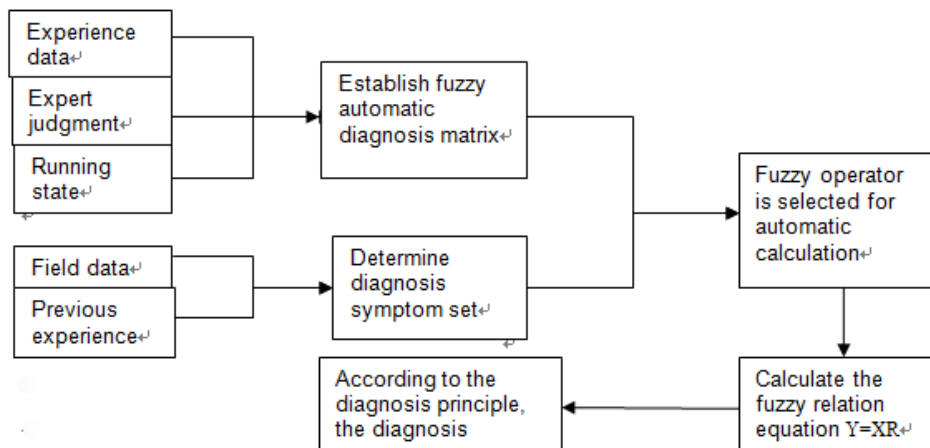 Experience
data↵
Expert
judgment↵
Running
state↵
↵
Establish fuzzy
automatic
diagnosis matrix↵
Field data↵
Previous
experience↵
Determine
diagnosis
symptom set↵
↵
Fuzzy operator
is selected for
automatic
calculation↵
Calculate the
fuzzy relation
equation Y=XR↵
According to the
diagnosis principle,
the diagnosis